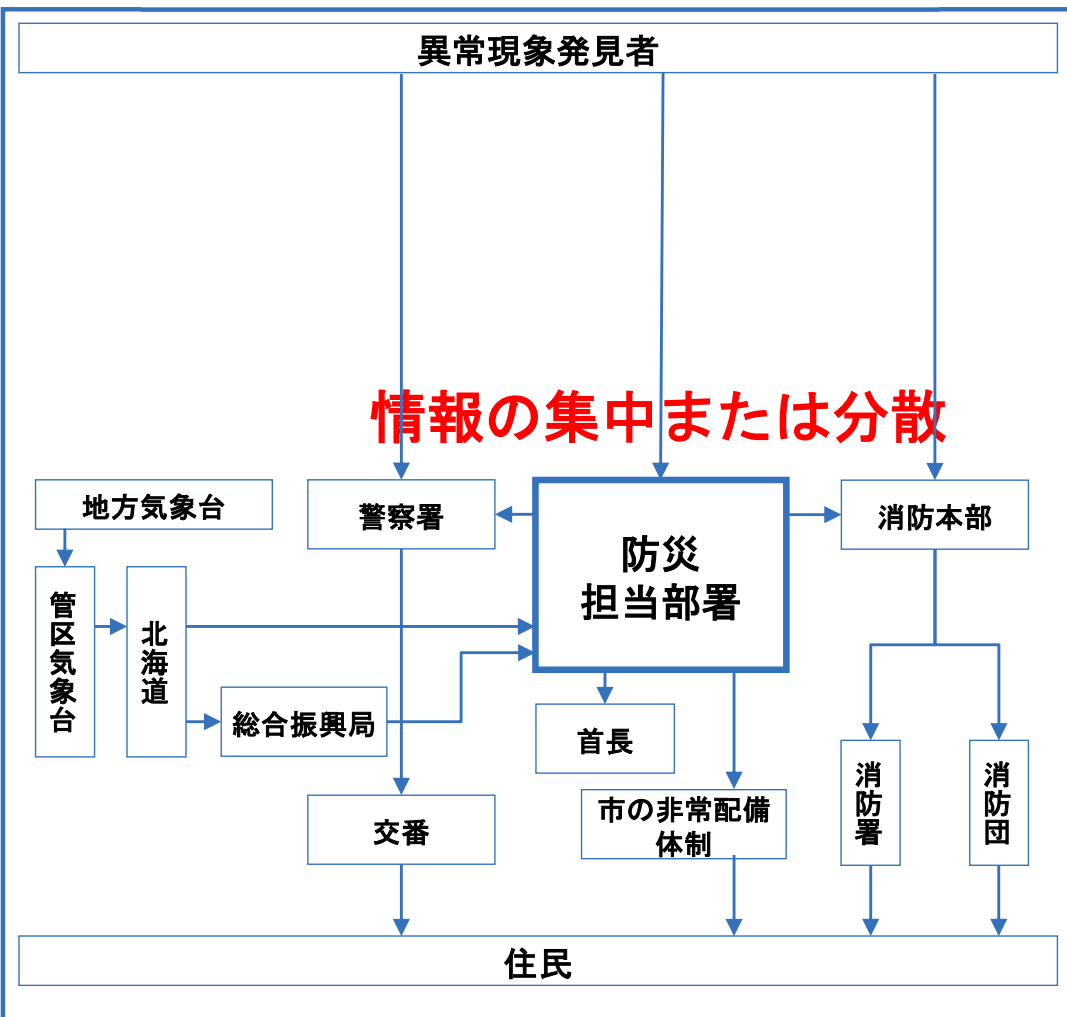 異常現象発見者
情報の集中または分散
地方気象台
警察署
防災
担当部署
消防本部
管区気象台
北海道
総合振興局
首長
市の非常配備
体制
消防署
消防団
交番
住民